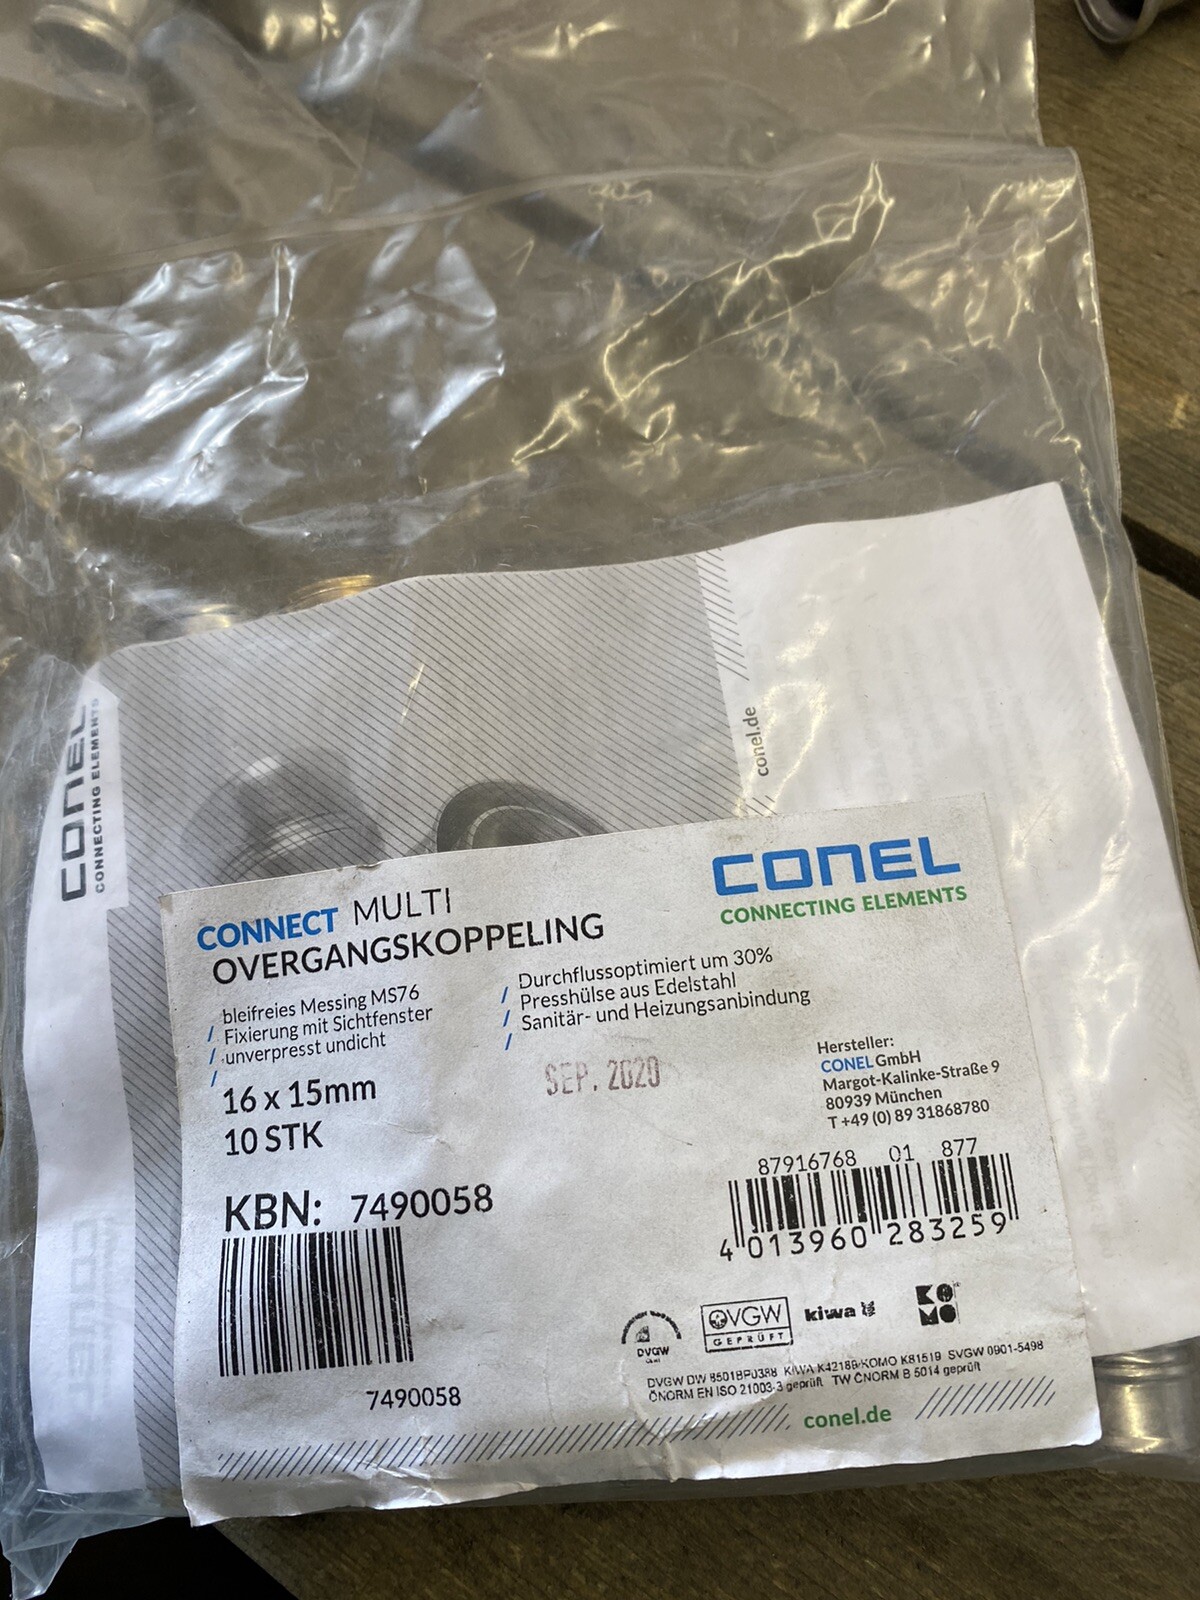 CONEL
CONNECTING ELEMENTS
conel.de
CONEL
CONNECTING ELEMENTS
CONNECT MULTI
OVERGANGSKOPPELING
bleifreies Messing MS76
/ Fixierung mit Sichtfenster
/ unverpresst undicht
/
Durchflussoptimiert um 30%
/ Presshülse aus Edelstahl
/ Sanitär- und Heizungsanbindung
/
16 x 15mm
10 STK
SEP. 2020
Hersteller:
CONEL GmbH
Margot-Kalinke-Straße 9
80939 München
T +49 (0) 89 31868780
KBN: 7490058
7490058
87916768 01 877
4 013960 283259
DVGW
DVGW
GEPRÜFT
kiwa
KOMO
DVGW DW 8501BP0388 KIWA K42189/KOMO K81519 SVGW 0901-5498
ÖNORM EN ISO 21003-3 geprüft TW ÖNORM B 5014 geprüft
conel.de